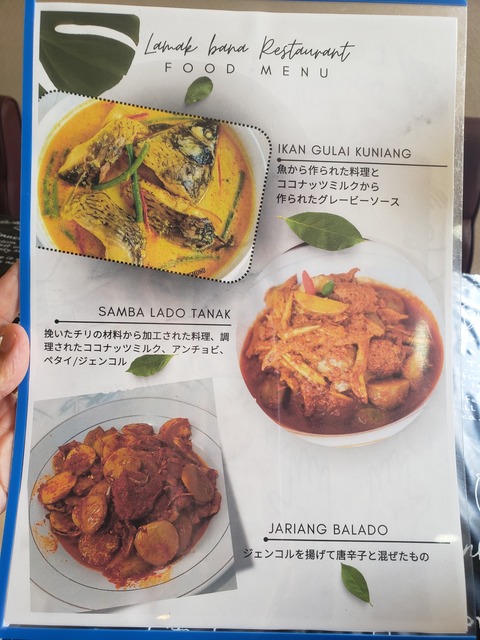 Lamak bana Restaurant
FOOD MENU
IKAN GULAI KUNIANG
魚から作られた料理と
ココナッツミルクから
作られたグレービーソース
SAMBA LADO TANAK
挽いたチリの材料から加工された料理、調
理されたココナッツミルク、アンチョビ、
ペタイ/ジェンコル
JARIANG BALADO
ジェンコルを揚げて唐辛子と混ぜたもの